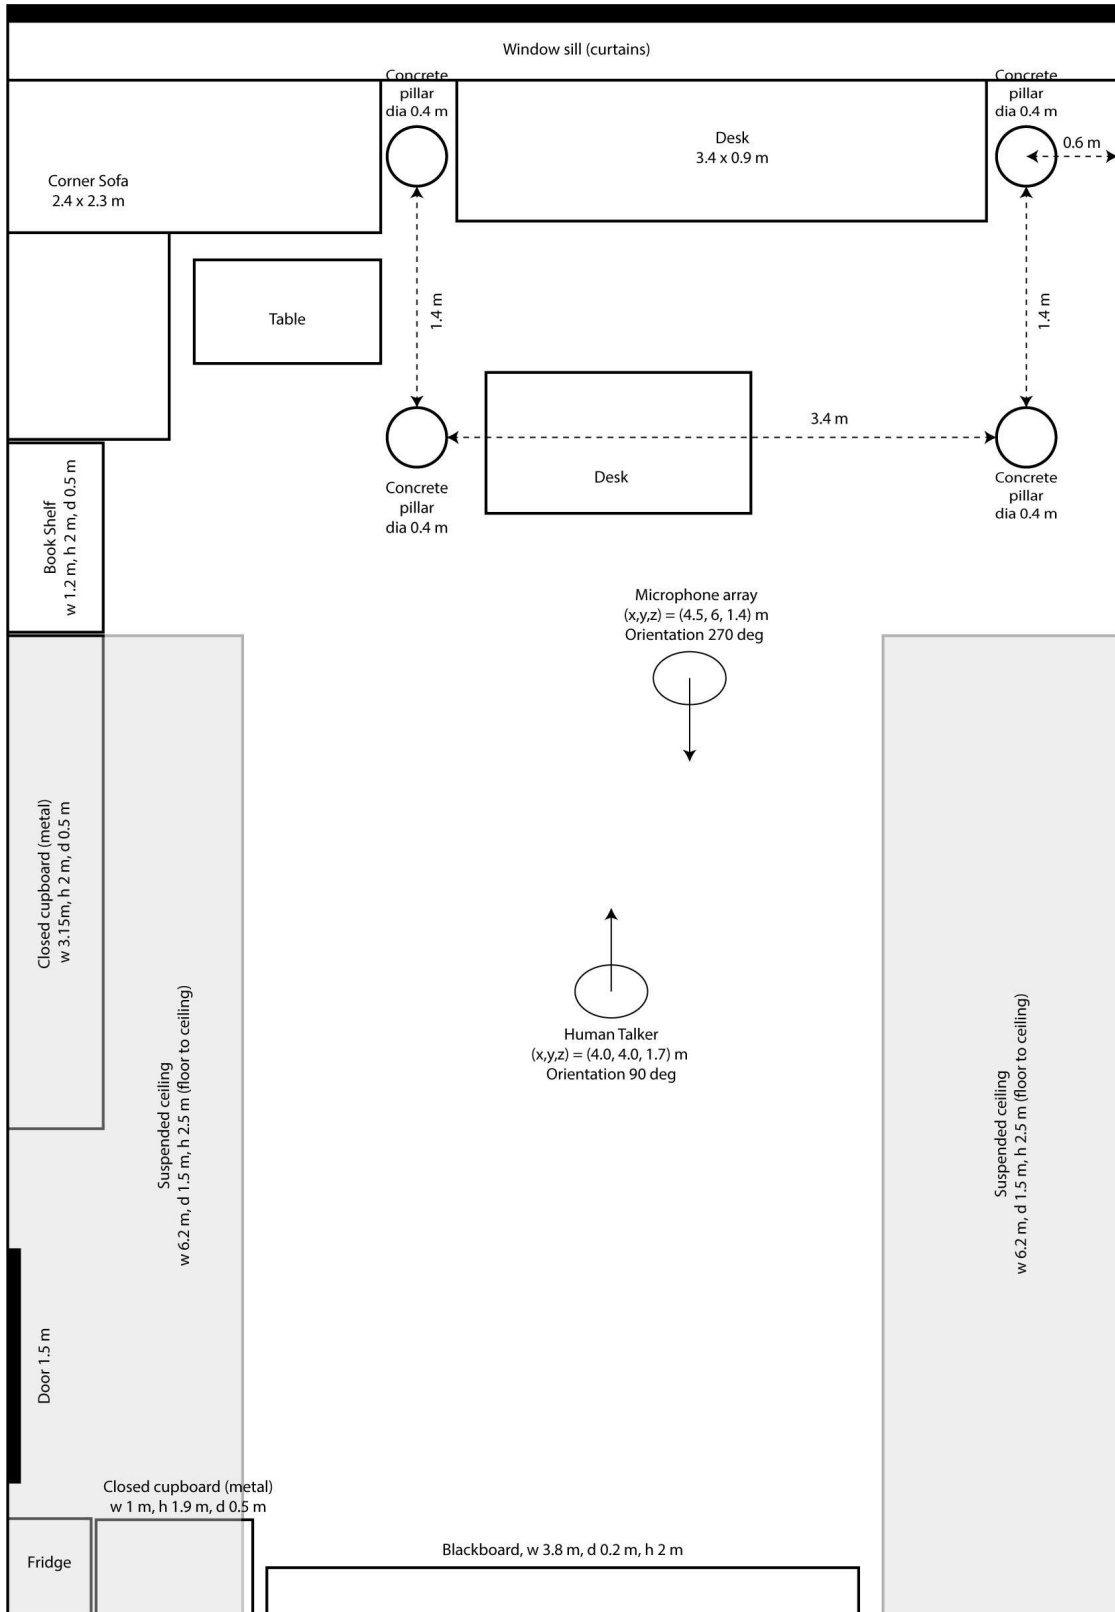 Window sill (curtains)
Concrete
pillar
dia 0.4 m
Concrete
pillar
dia 0.4 m
Desk
3.4 x 0.9 m
0.6 m
Corner Sofa
2.4 x 2.3 m
1.4 m
1.4 m
Table
3.4 m
Desk
Concrete
pillar
dia 0.4 m
Concrete
pillar
dia 0.4 m
Book Shelf
w 1.2 m, h 2 m, d 0.5 m
Microphone array
(x,y,z) = (4.5, 6, 1.4) m
Orientation 270 deg
Closed cupboard (metal)
w 3.15m, h 2 m, d 0.5 m
Human Talker
(x,y,z) = (4.0, 4.0, 1.7) m
Orientation 90 deg
Suspended ceiling
w 6.2 m, d 1.5 m, h 2.5 m (floor to ceiling)
Suspended ceiling
w 6.2 m, d 1.5 m, h 2.5 m (floor to ceiling)
Door 1.5 m
Closed cupboard (metal)
w 1 m, h 1.9 m, d 0.5 m
Fridge
Blackboard, w 3.8 m, d 0.2 m, h 2 m